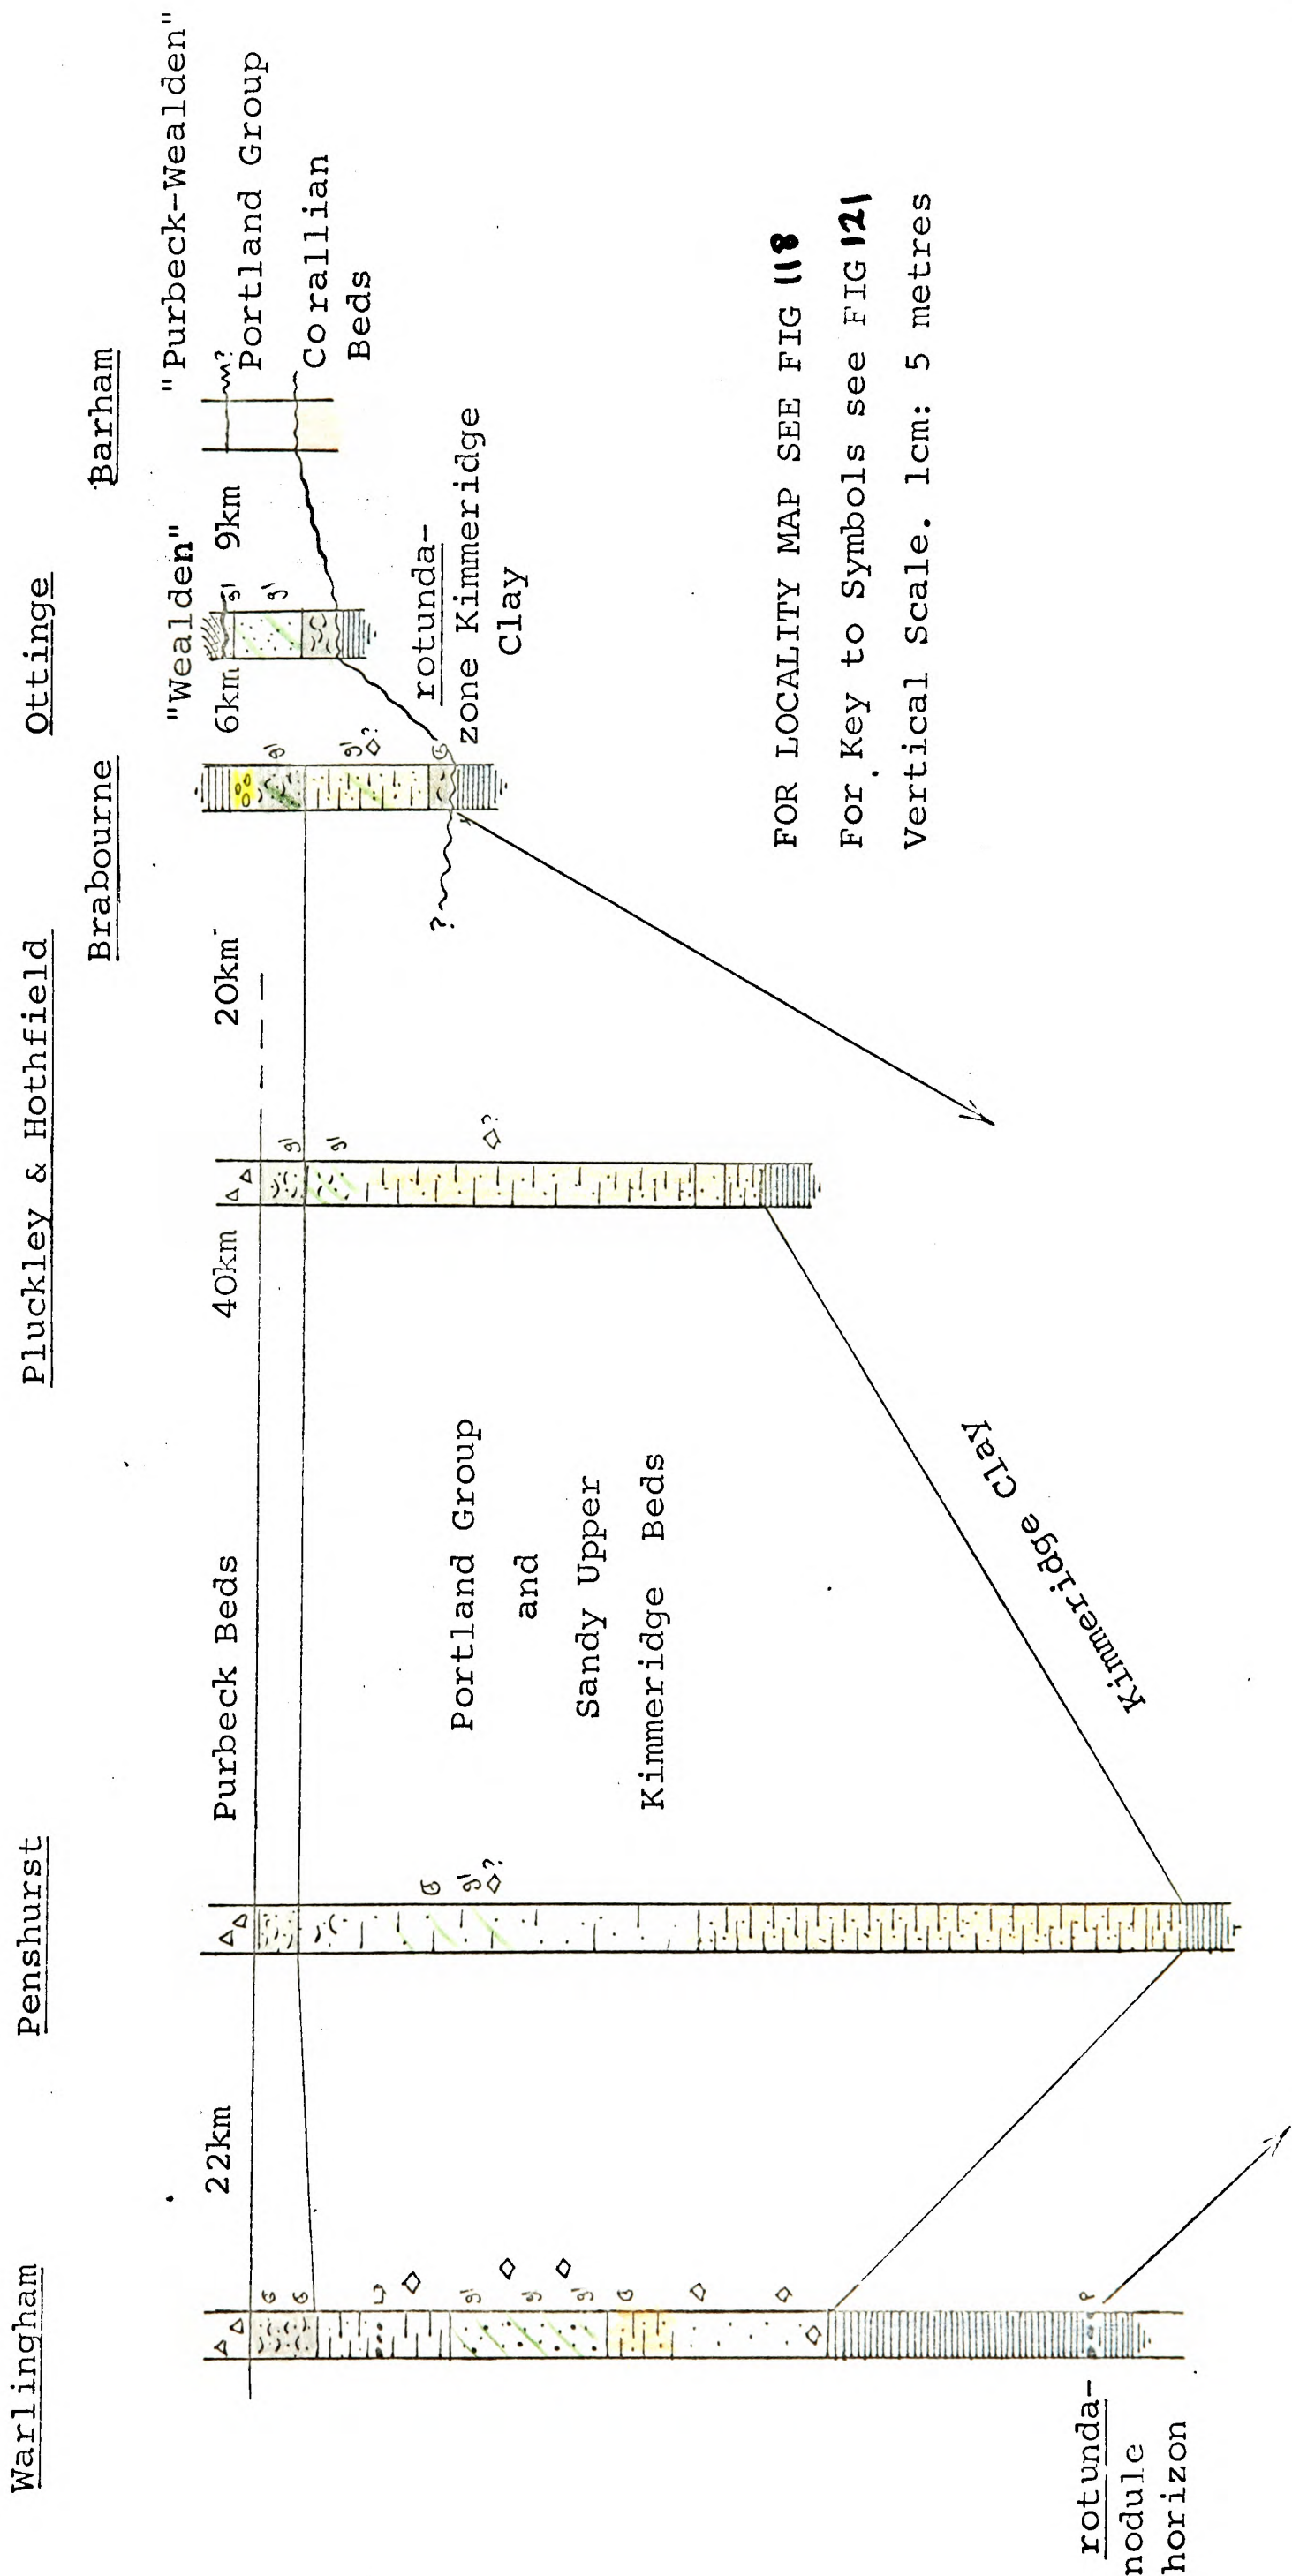 Warlingham
Penshurst
Pluckley & Hothfield
Brabourne
Ottinge
Barham
22km
Purbeck Beds
40km
20km
"Wealden"
6km
9km
"Purbeck-Wealden"
m?
Portland Group
Corallian
Beds
Portland Group
and
Sandy Upper
Kimmeridge Beds
Kimmeridge Clay
rotunda-
zone Kimmeridge
Clay
?
rotunda-
nodule
horizon
FOR LOCALITY MAP SEE FIG 118
For Key to Symbols see FIG 121
Vertical Scale. 1cm: 5 metres